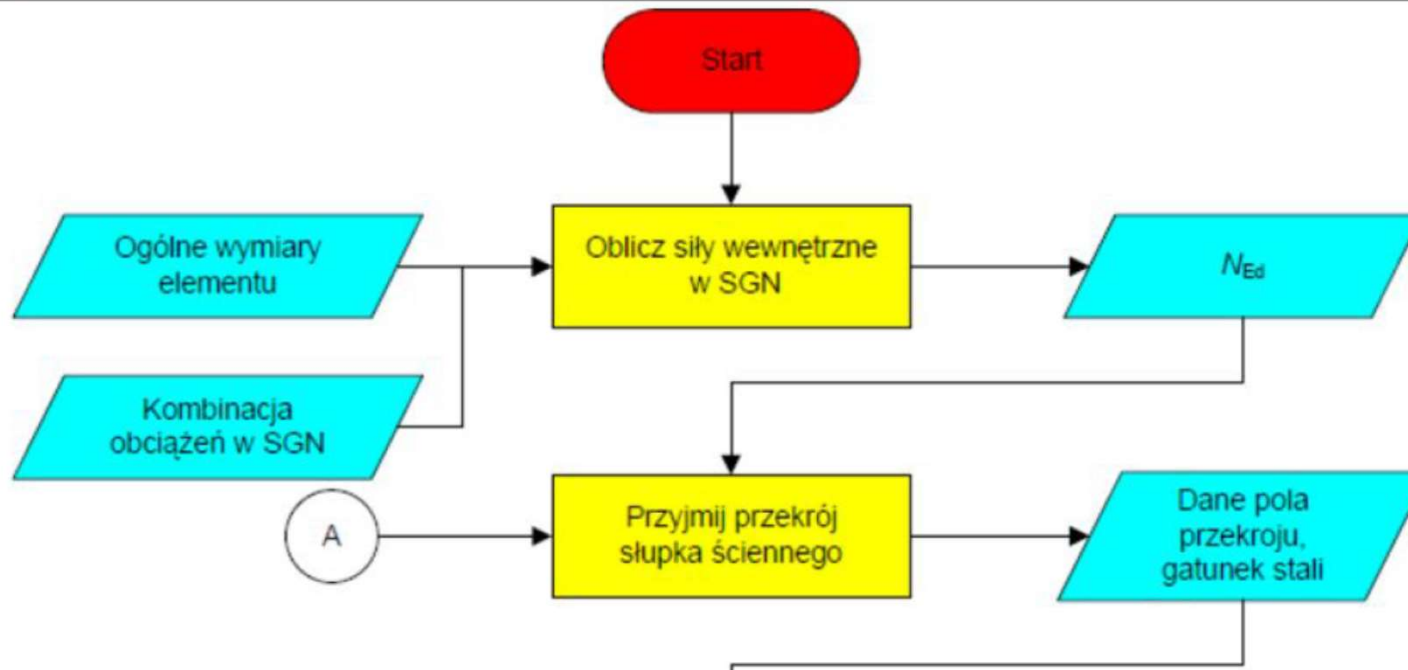 Start
Ogólne wymiary
elementu
Oblicz siły wewnętrzne
w SGN
NEd
Kombinacja
obciążeń w SGN
A
Przyjmij przekrój
słupka ściennego
Dane pola
przekroju,
gatunek stali